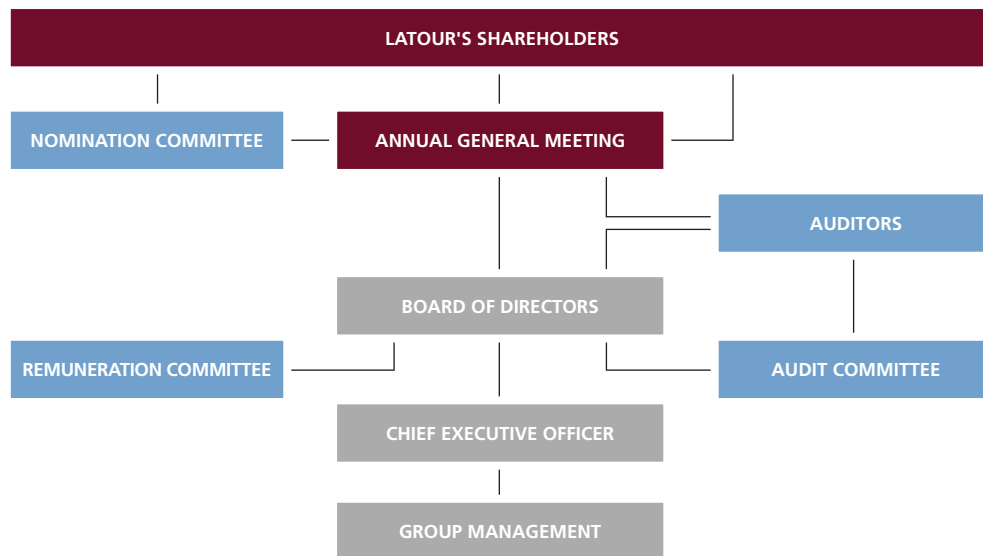 LATOUR'S SHAREHOLDERS
NOMINATION COMMITTEE
ANNUAL GENERAL MEETING
AUDITORS
BOARD OF DIRECTORS
REMUNERATION COMMITTEE
AUDIT COMMITTEE
CHIEF EXECUTIVE OFFICER
GROUP MANAGEMENT